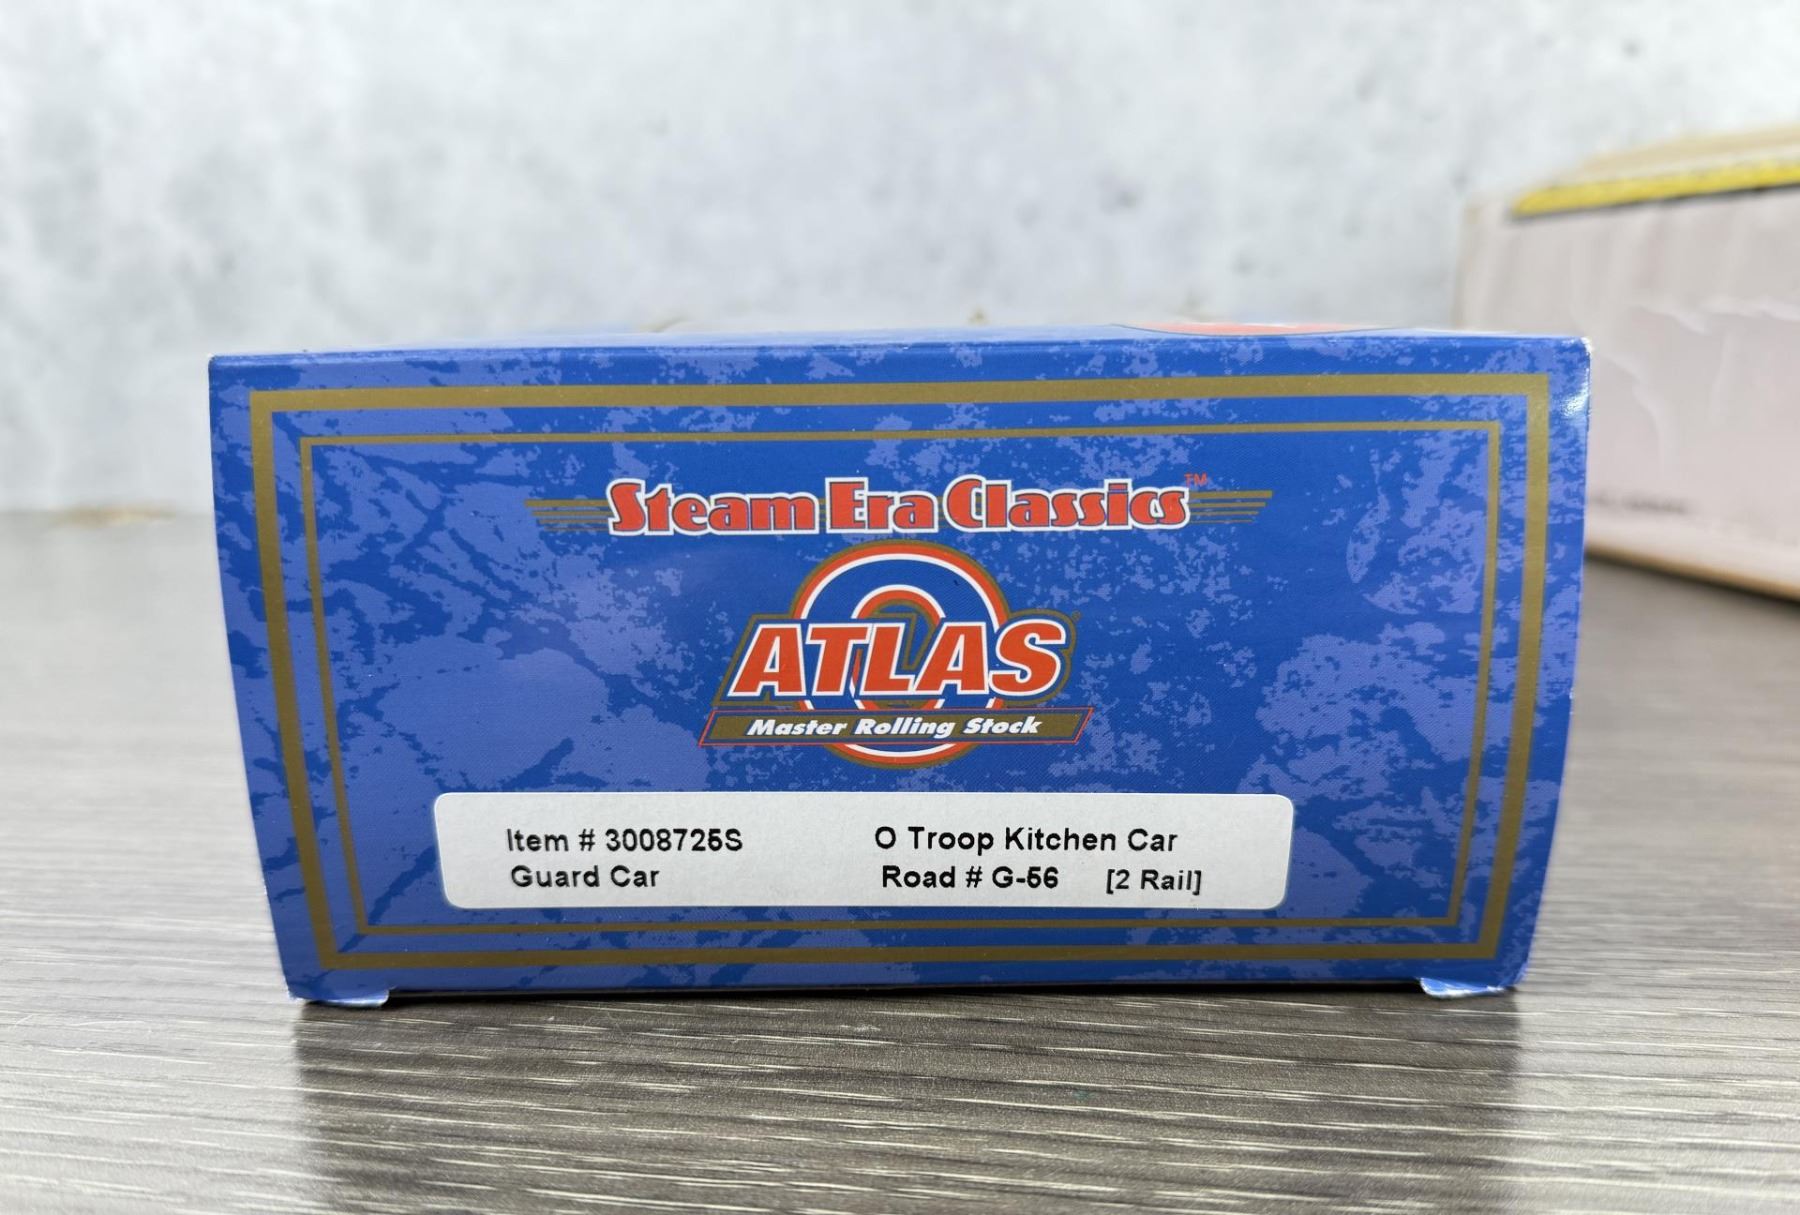 Steam Era Classics™
ATLAS®
Master Rolling Stock
Item # 3008725S
O Troop Kitchen Car
Guard Car
Road # G-56 [2 Rail]